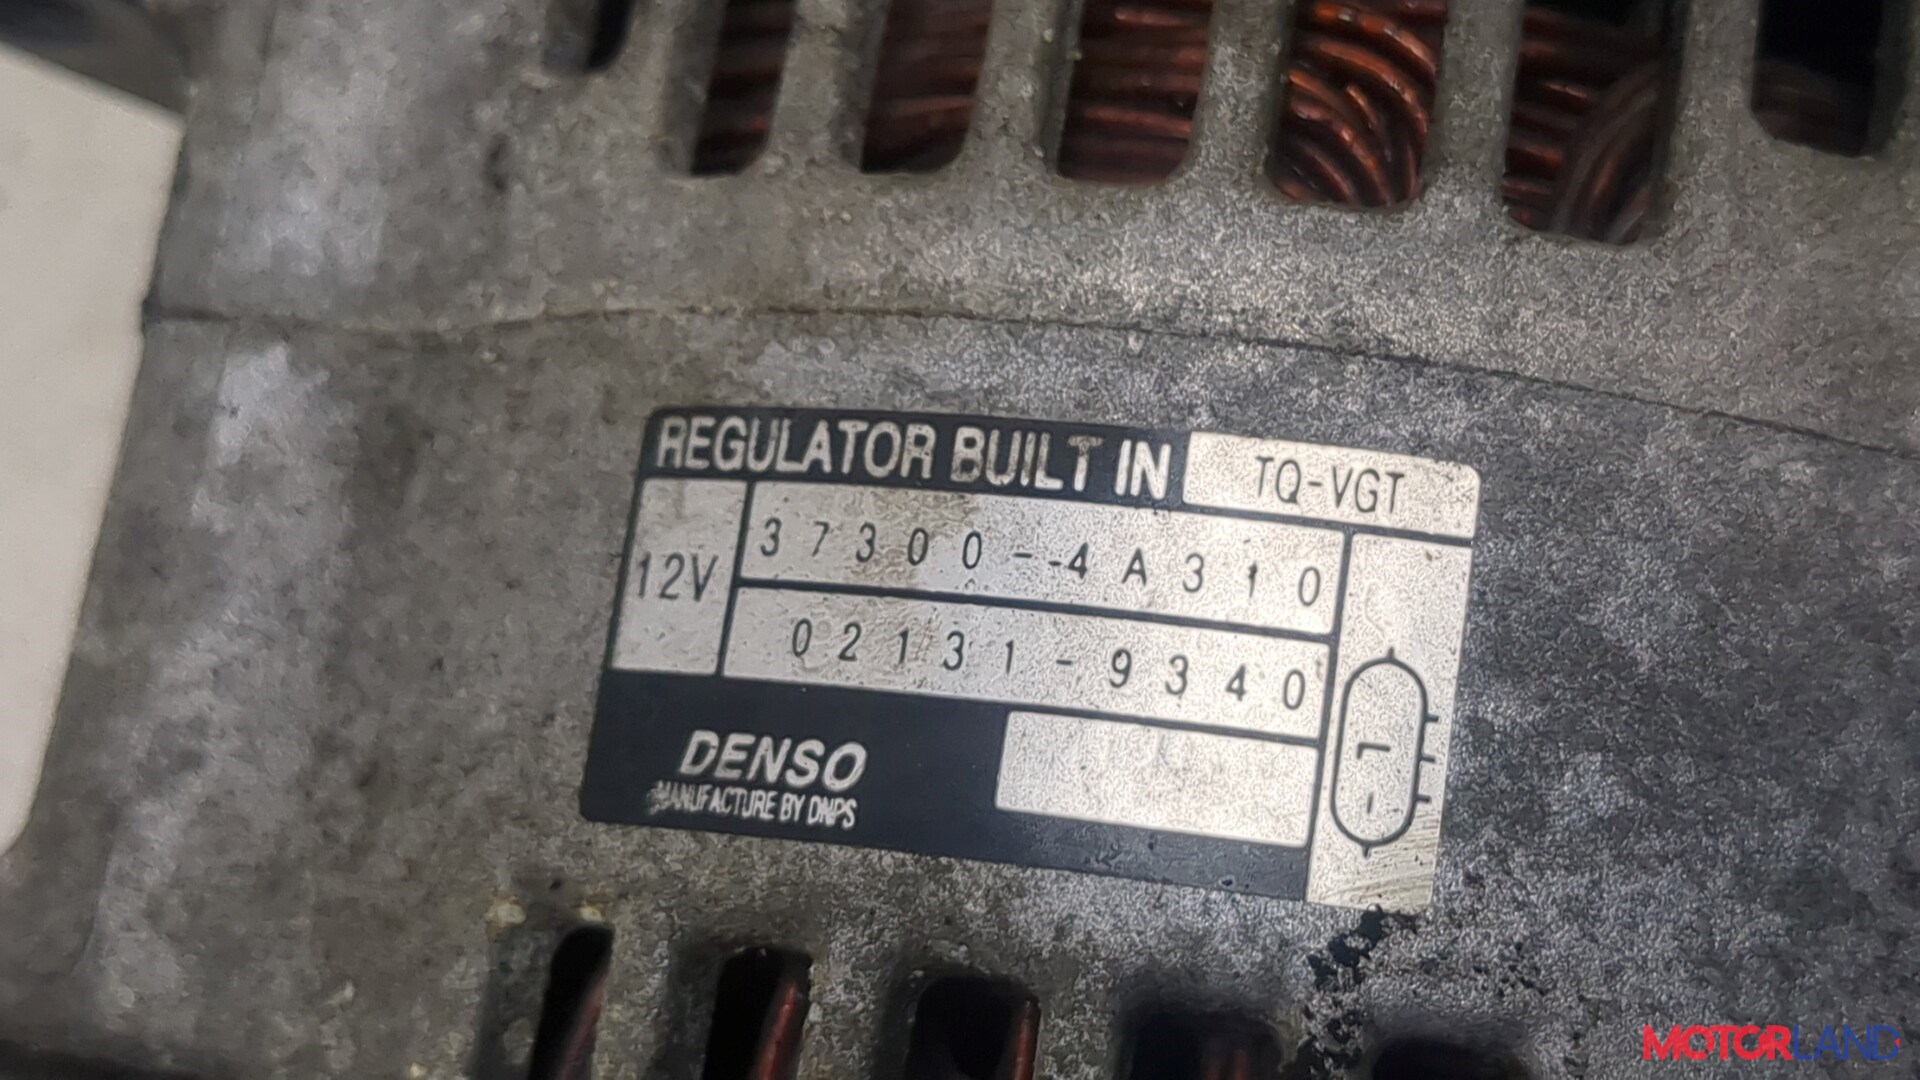 REGULATOR BUILT IN TQ-VGT
12V
37300-4A310
02131-9340
DENSO
MANUFACTURE BY DNPS
L
MOTORLAND